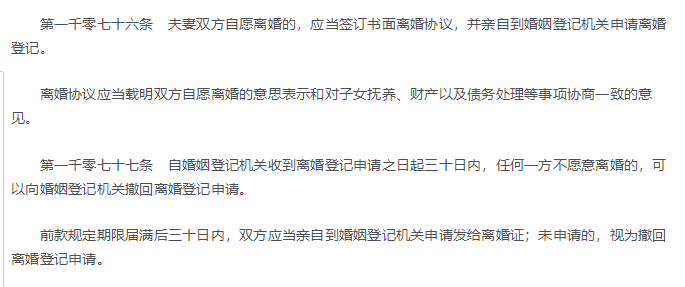 第一千零七十六条　夫妻双方自愿离婚的，应当签订书面离婚协议，并亲自到婚姻登记机关申请离婚
登记。
离婚协议应当载明双方自愿离婚的意思表示和对子女抚养、财产以及债务处理等事项协商一致的意
见。
第一千零七十七条　自婚姻登记机关收到离婚登记申请之日起三十日内，任何一方不愿意离婚的，可
以向婚姻登记机关撤回离婚登记申请。
前款规定期限届满后三十日内，双方应当亲自到婚姻登记机关申请发给离婚证；未申请的，视为撤回
离婚登记申请。